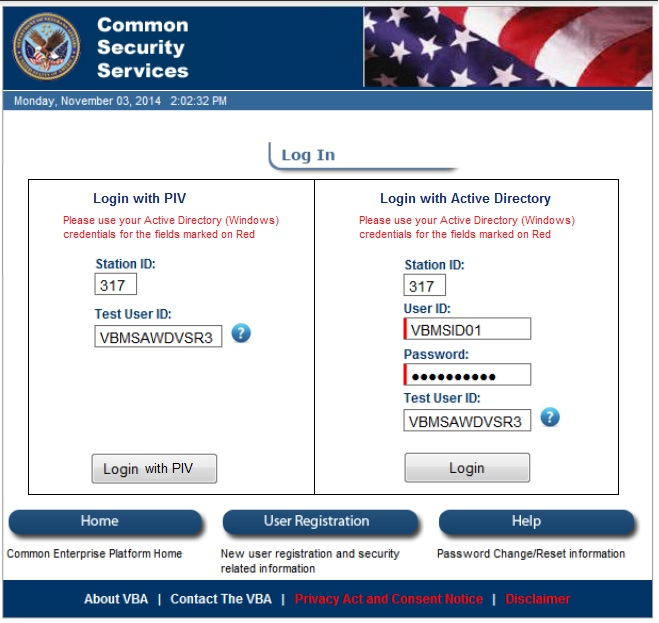 Common
Security
Services
Monday, November 03, 2014 2:02:32 PM
Log In
Login with PIV
Please use your Active Directory (Windows)
credentials for the fields marked on Red
Station ID:
317
Test User ID:
VBMSAWDVSR3
?
Login with PIV
Login with Active Directory
Please use your Active Directory (Windows)
credentials for the fields marked on Red
Station ID:
317
User ID:
VBMSID01
Password:
●●●●●●●●●●
Test User ID:
VBMSAWDVSR3
?
Login
Home
Common Enterprise Platform Home
User Registration
New user registration and security
related information
Help
Password Change/Reset information
About VBA | Contact The VBA | Privacy Act and Consent Notice | Disclaimer